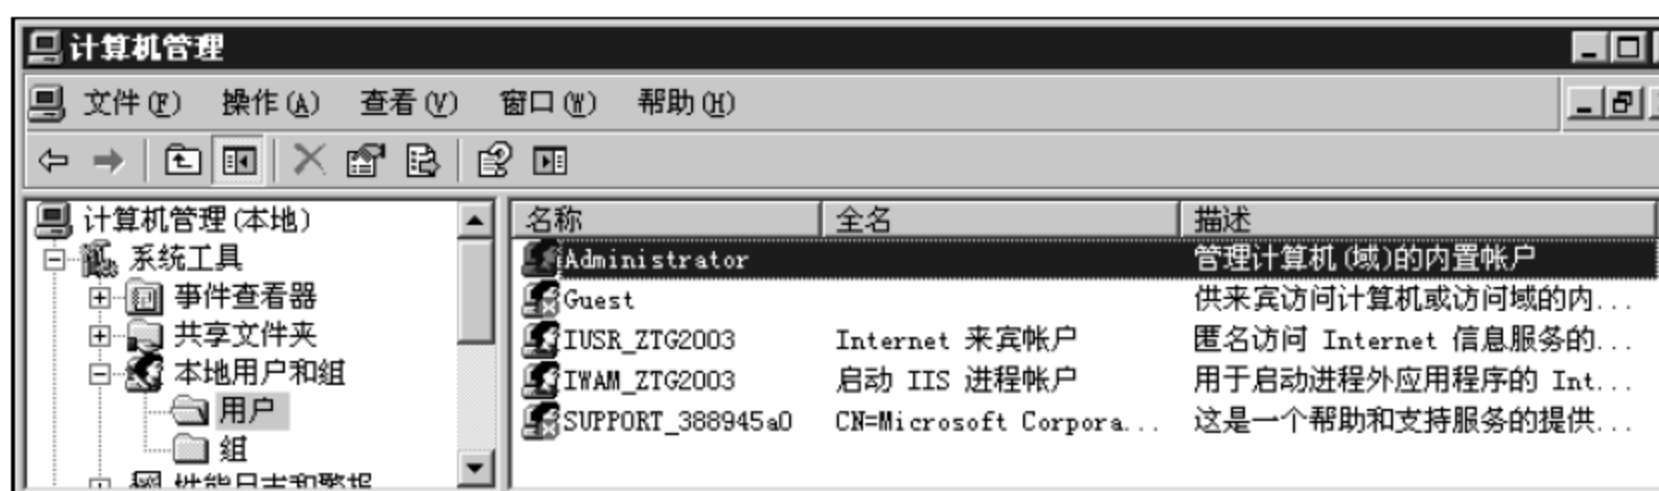 计算机管理
文件(F) 操作(A) 查看(V) 窗口(W) 帮助(H)
计算机管理(本地)
系统工具
事件查看器
共享文件夹
本地用户和组
用户
组
性能日志和警报
名称 全名 描述
Administrator 管理计算机(域)的内置帐户
Guest 供来宾访问计算机或访问域的内...
IUSR_ZTG2003 Internet 来宾帐户 匿名访问 Internet 信息服务的...
IWAM_ZTG2003 启动 IIS 进程帐户 用于启动进程外应用程序的 Int...
SUPPORT_388945a0 CN=Microsoft Corpora... 这是一个帮助和支持服务的提供...